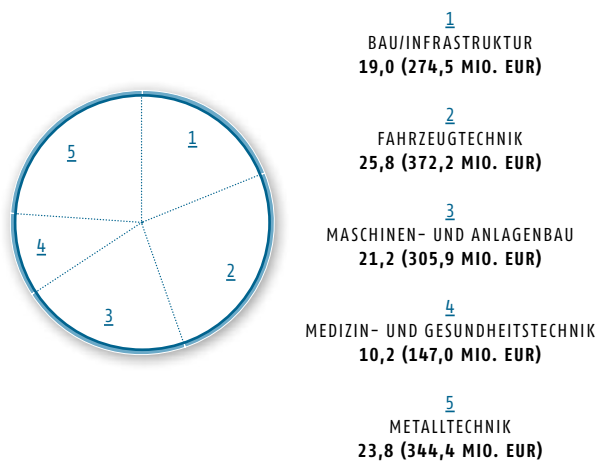 1
BAU/INFRASTRUKTUR
19,0 (274,5 MIO. EUR)
2
FAHRZEUGTECHNIK
25,8 (372,2 MIO. EUR)
3
MASCHINEN- UND ANLAGENBAU
21,2 (305,9 MIO. EUR)
4
MEDIZIN- UND GESUNDHEITSTECHNIK
10,2 (147,0 MIO. EUR)
5
METALLTECHNIK
23,8 (344,4 MIO. EUR)
1
2
3
4
5